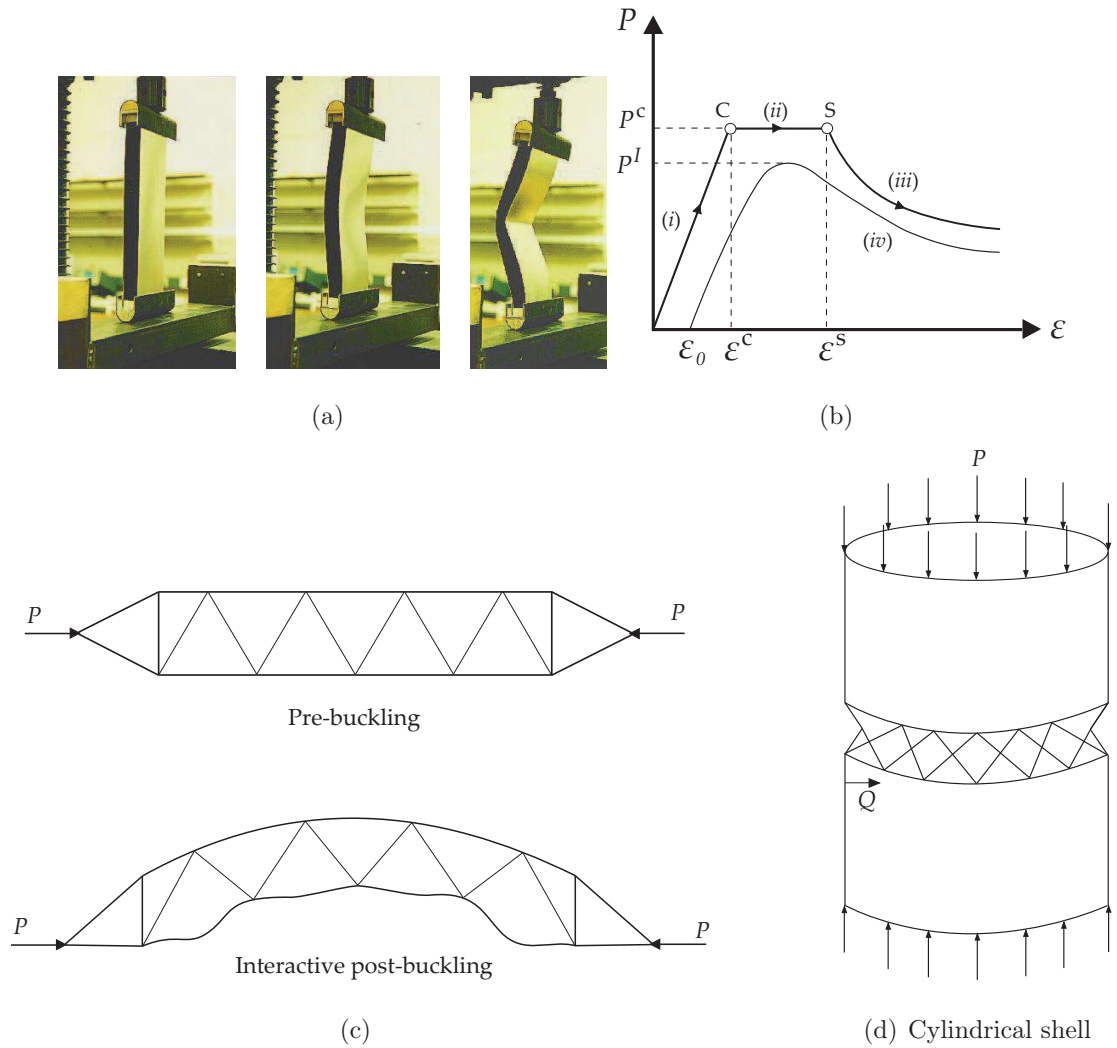 P
P^c
P^I
C
(ii)
S
(i)
(iii)
(iv)
ε_0
ε^c
ε^s
ε
(a)
(b)
P
P
P
Pre-buckling
Q
P
P
Interactive post-buckling
(c)
(d) Cylindrical shell